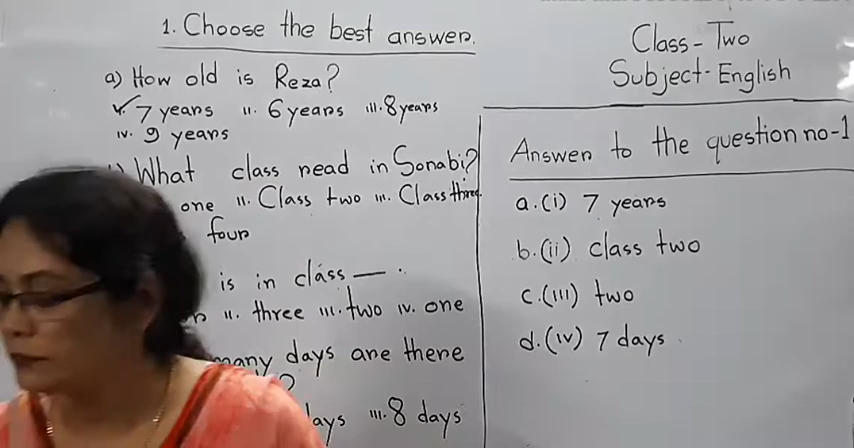 1. Choose the best answer.
a) How old is Reza?
7 years ii. 6 years iii. 8 years
iv. 9 years
What class read in Sonabi?
one ii. Class two iii. Class three
four
is in class — .
ii. three iii. two iv. one
many days are there
?
days iii. 8 days
Class - Two
Subject - English
Answer to the question no-1
a. (i) 7 years
b. (ii) class two
c. (iii) two
d. (iv) 7 days